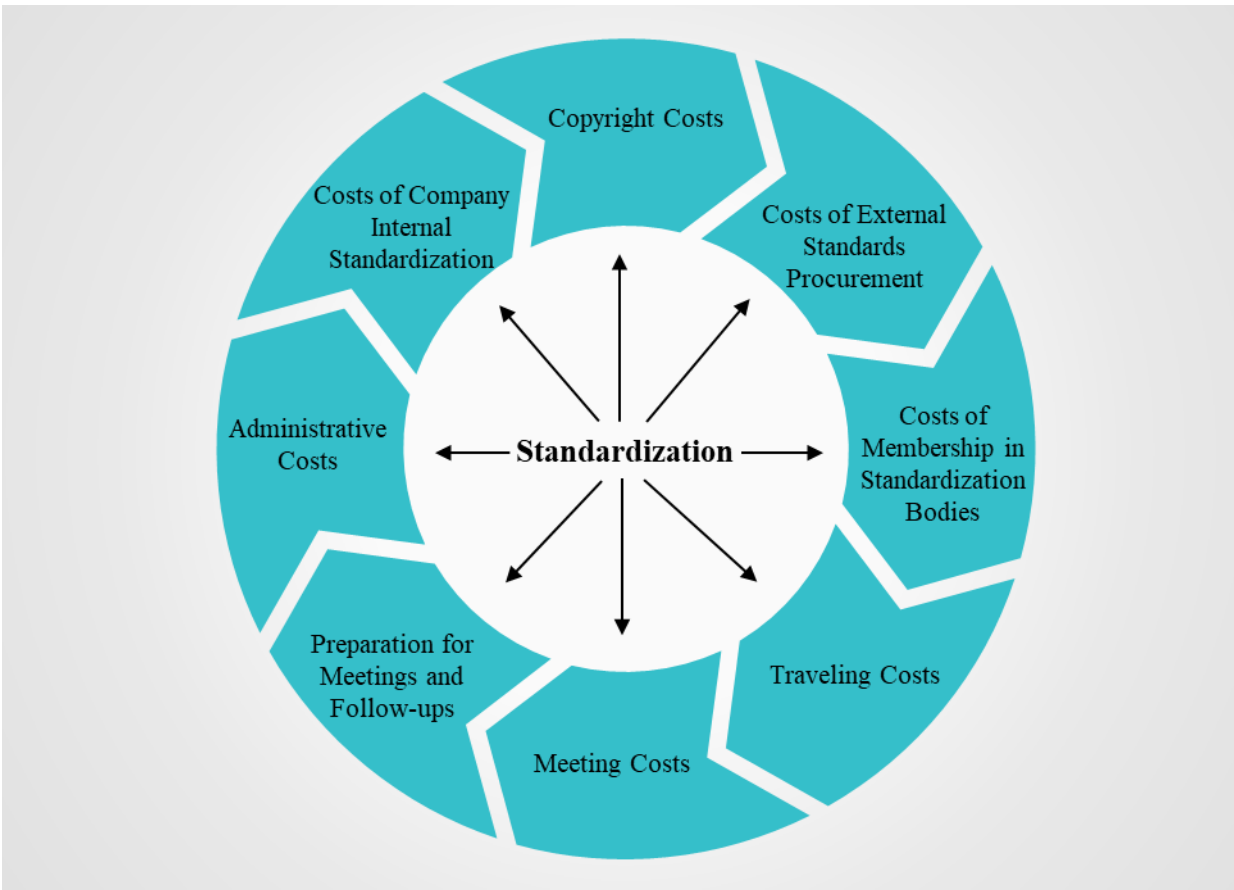 Copyright Costs
Costs of External
Standards
Procurement
Costs of
Membership in
Standardization
Bodies
Traveling Costs
Meeting Costs
Preparation for
Meetings and
Follow-ups
Administrative
Costs
Costs of Company
Internal
Standardization
Standardization